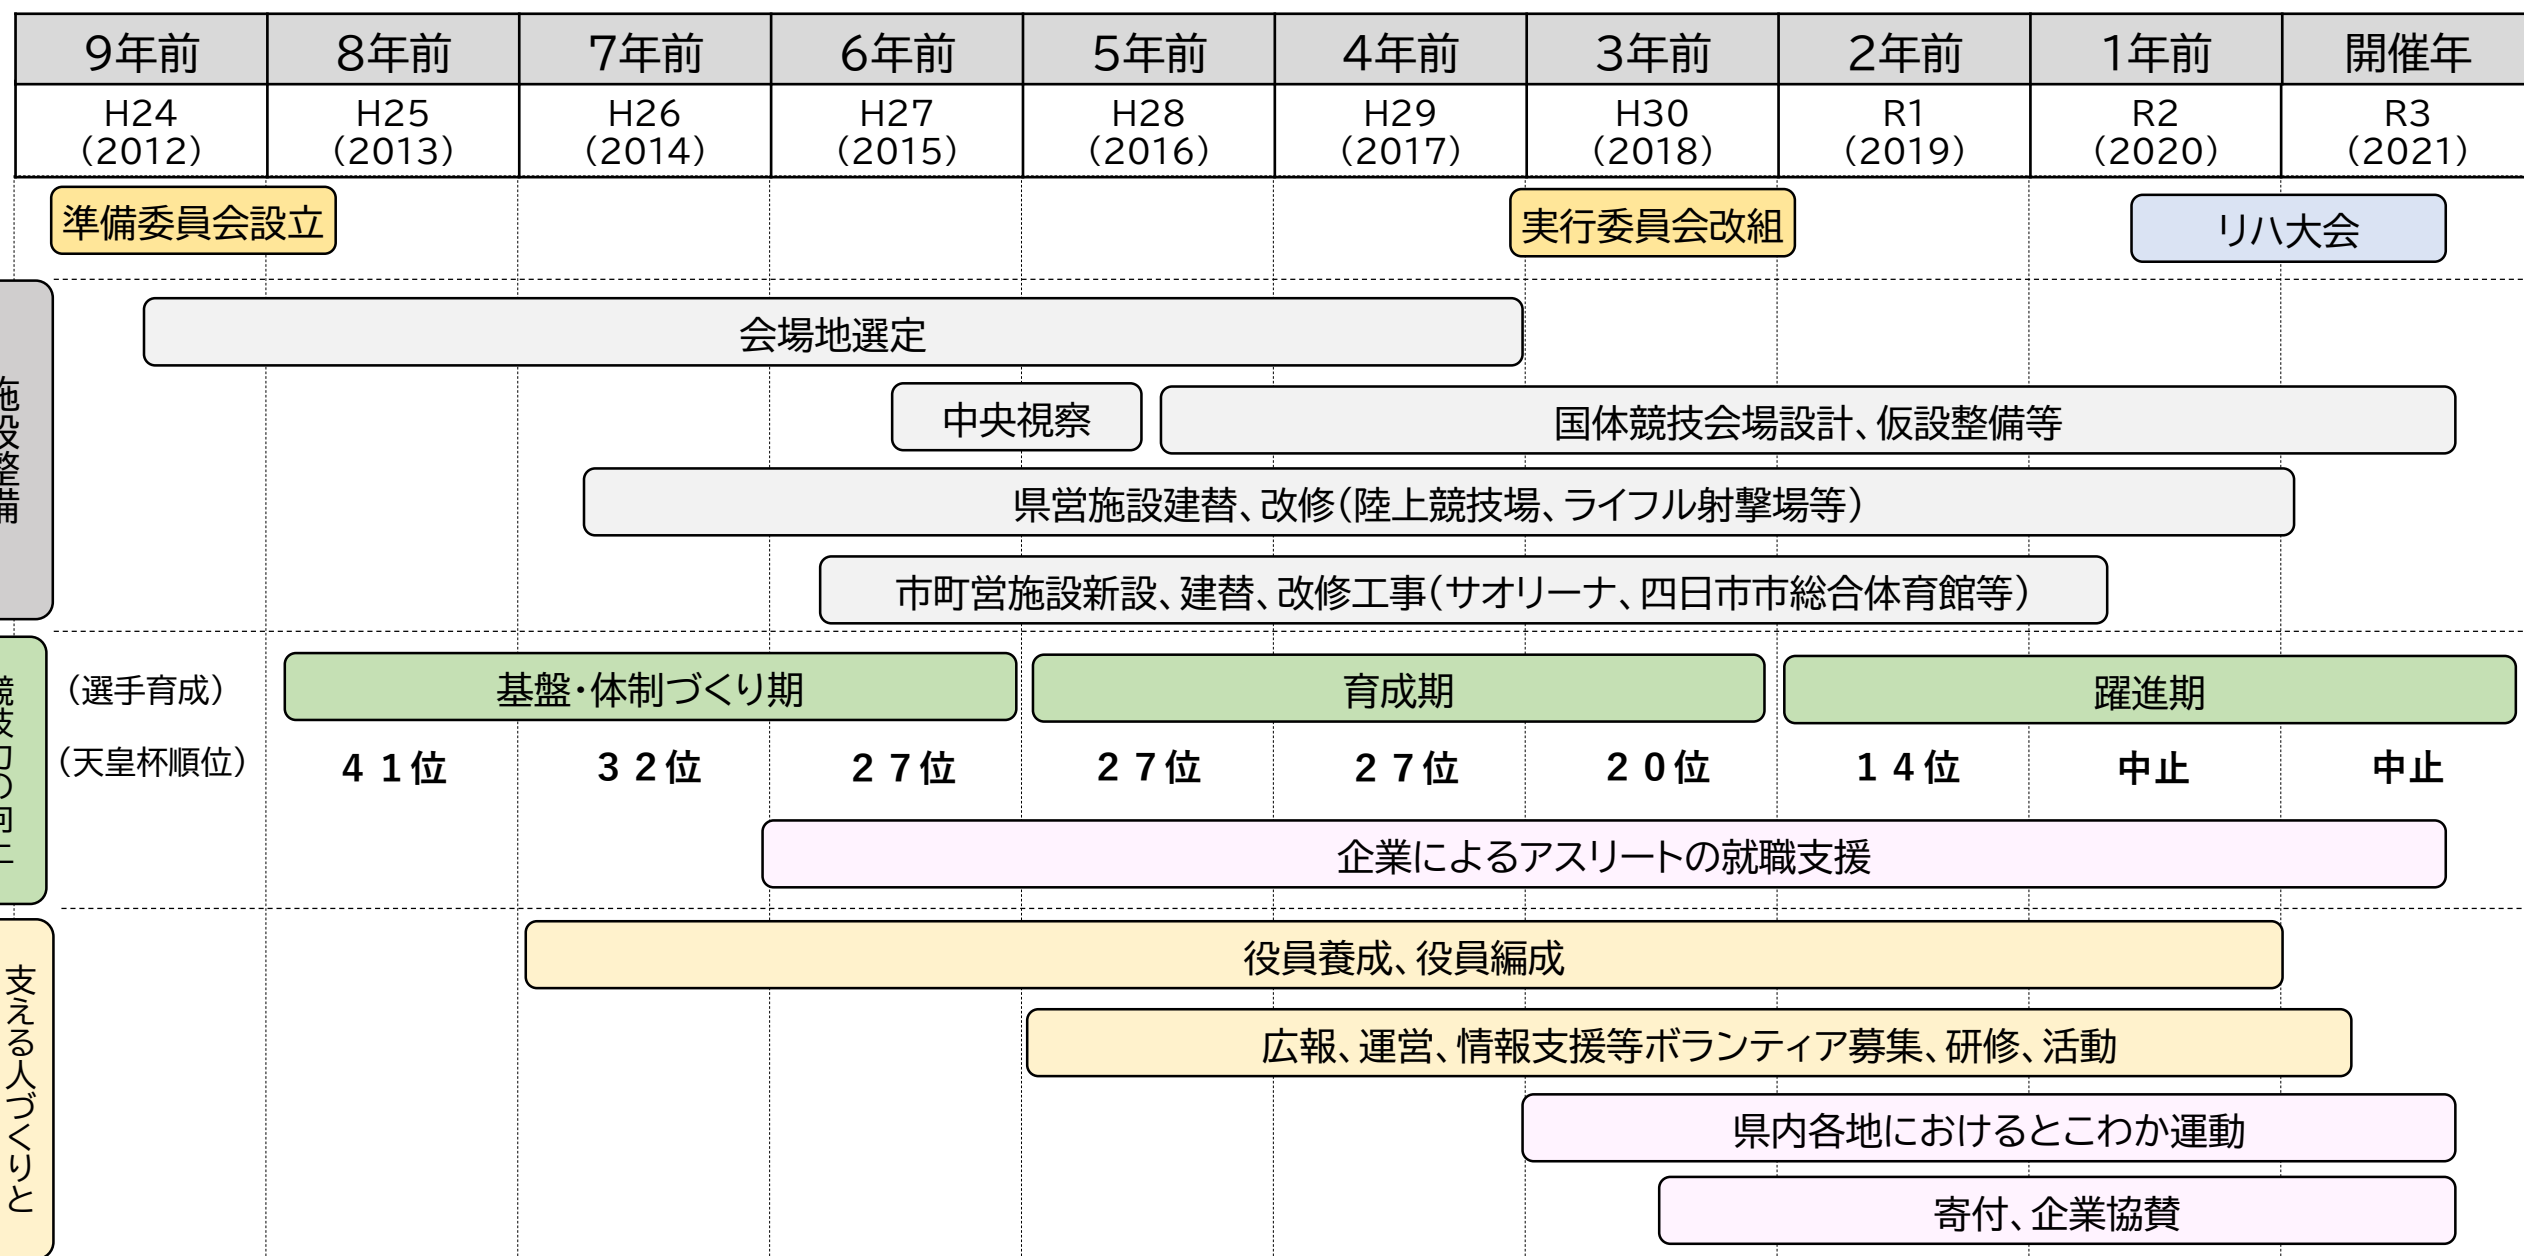 9年前 8年前 7年前 6年前 5年前 4年前 3年前 2年前 1年前 開催年
H24 H25 H26 H27 H28 H29 H30 R1 R2 R3
(2012) (2013) (2014) (2015) (2016) (2017) (2018) (2019) (2020) (2021)
準備委員会設立 実行委員会改組 リハ大会
施設整備
会場地選定
中央視察 国体競技会場設計、仮設整備等
県営施設建替、改修(陸上競技場、ライフル射撃場等)
市町営施設新設、建替、改修工事(サオリーナ、四日市市総合体育館等)
競技力の向上
(選手育成) 基盤・体制づくり期 育成期 躍進期
(天皇杯順位) 41位 32位 27位 27位 27位 20位 14位 中止 中止
企業によるアスリートの就職支援
支える人づくりと
役員養成、役員編成
広報、運営、情報支援等ボランティア募集、研修、活動
県内各地におけるとこわか運動
寄付、企業協賛